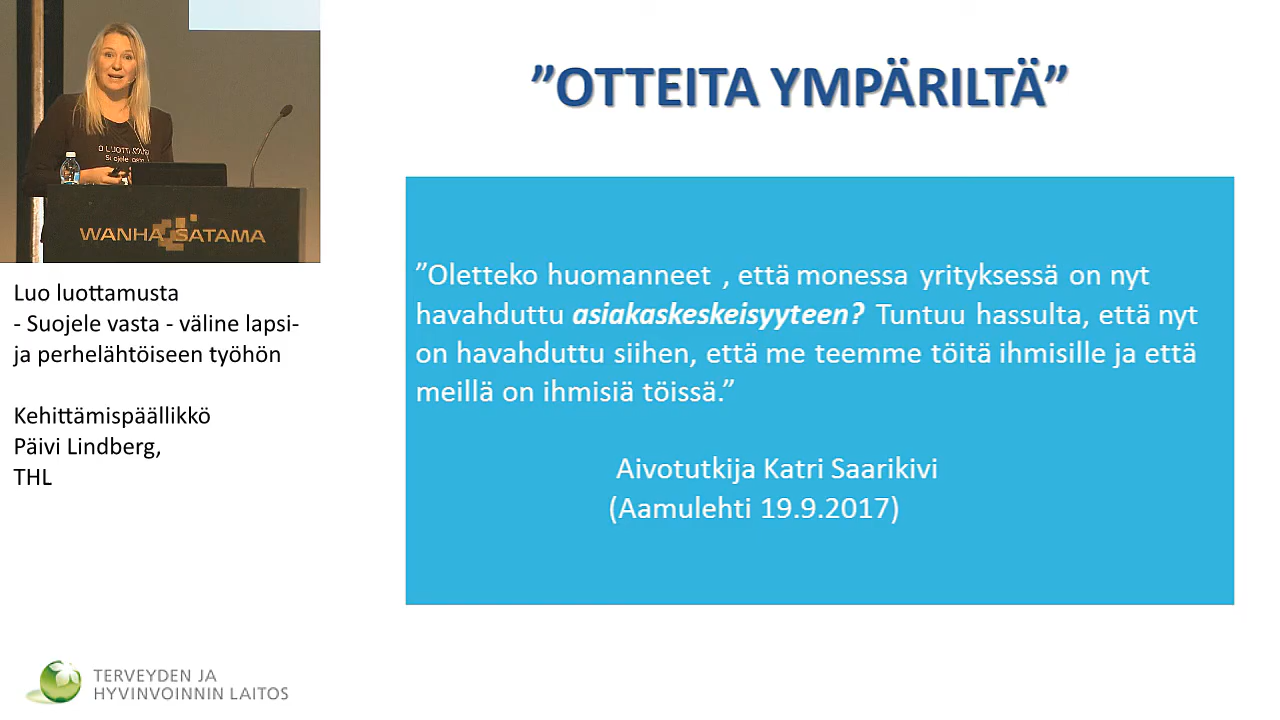 ”OTTEITA YMPÄRILTÄ”
WANHA SATAMA
Luo luottamusta
- Suojele vasta - väline lapsi-
ja perhelähtöiseen työhön
Kehittämispäällikkö
Päivi Lindberg,
THL
”Oletteko huomanneet , että monessa yrityksessä on nyt
havahduttu asiakaskeskeisyyteen? Tuntuu hassulta, että nyt
on havahduttu siihen, että me teemme töitä ihmisille ja että
meillä on ihmisiä töissä.”
Aivotutkija Katri Saarikivi
(Aamulehti 19.9.2017)
TERVEYDEN JA
HYVINVOINNIN LAITOS